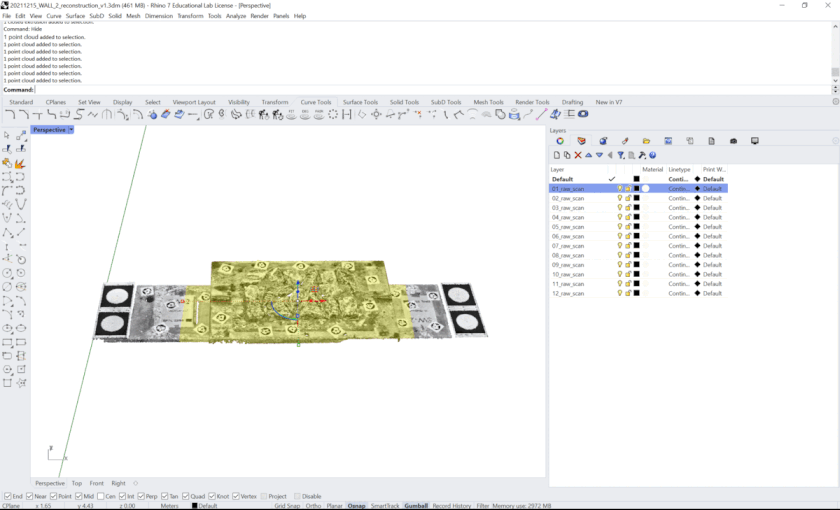 20211215_WALL_2_reconstruction_v1.3dm (461 MB) - Rhino 7 Educational Lab License - [Perspective]
File Edit View Curve Surface SubD Solid Mesh Dimension Transform Tools Analyze Render Panels Help
1 closed extrusion added to selection.
Command: Hide
1 point cloud added to selection.
1 point cloud added to selection.
1 point cloud added to selection.
1 point cloud added to selection.
1 point cloud added to selection.
1 point cloud added to selection.
1 point cloud added to selection.
Command:
Standard CPlanes Set View Display Select Viewport Layout Visibility Transform Curve Tools Surface Tools Solid Tools SubD Tools Mesh Tools Render Tools Drafting New in V7
Perspective
Layers
Layer Material Linetype Print W...
Default Conti... Default
01_raw_scan Contin... Default
02_raw_scan Contin... Default
03_raw_scan Contin... Default
04_raw_scan Contin... Default
05_raw_scan Contin... Default
06_raw_scan Contin... Default
07_raw_scan Contin... Default
08_raw_scan Contin... Default
09_raw_scan Contin... Default
10_raw_scan Contin... Default
11_raw_scan Contin... Default
12_raw_scan Contin... Default
y
x
Perspective Top Front Right
End Near Point Mid Cen Int Perp Tan Quad Knot Vertex Project Disable
CPlane x 1.65 y 4.43 z 0.00 Meters Default Grid Snap Ortho Planar Osnap SmartTrack Gumball Record History Filter Memory use: 2972 MB